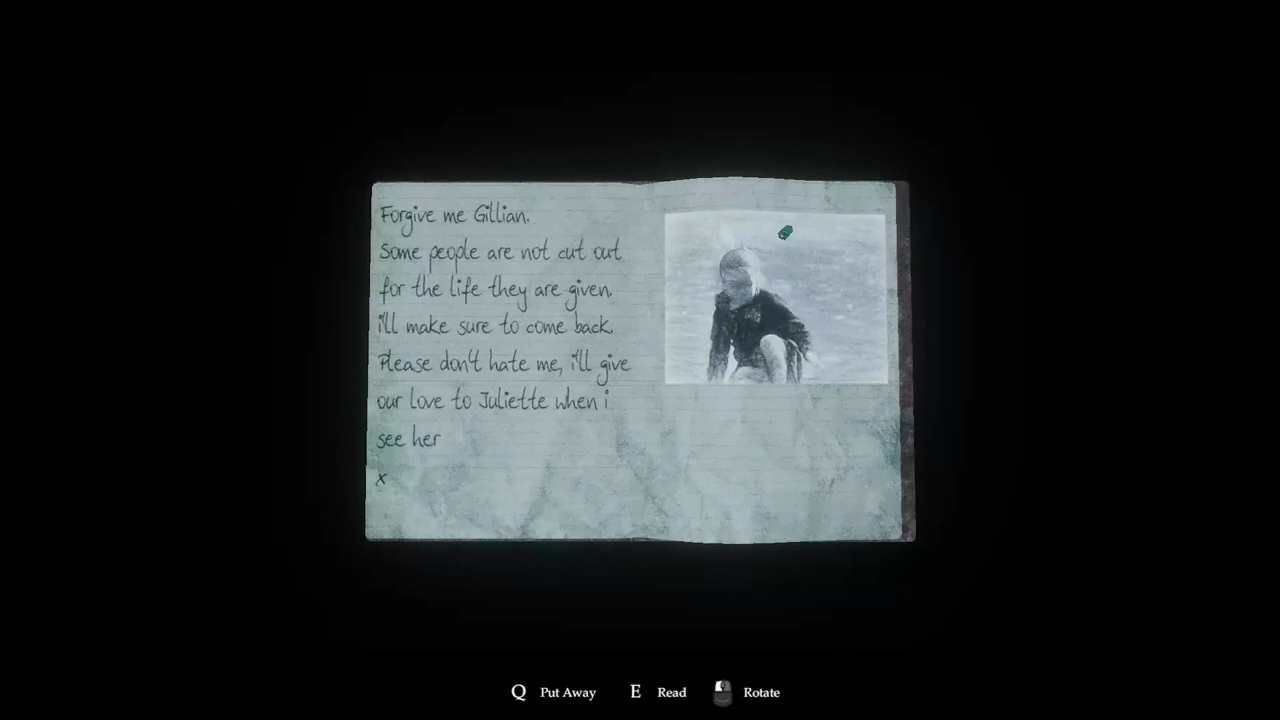 Forgive me Gillian.
Some people are not cut out
for the life they are given.
i'll make sure to come back.
Please don't hate me, i'll give
our love to Juliette when i
see her
x
Q Put Away E Read Rotate